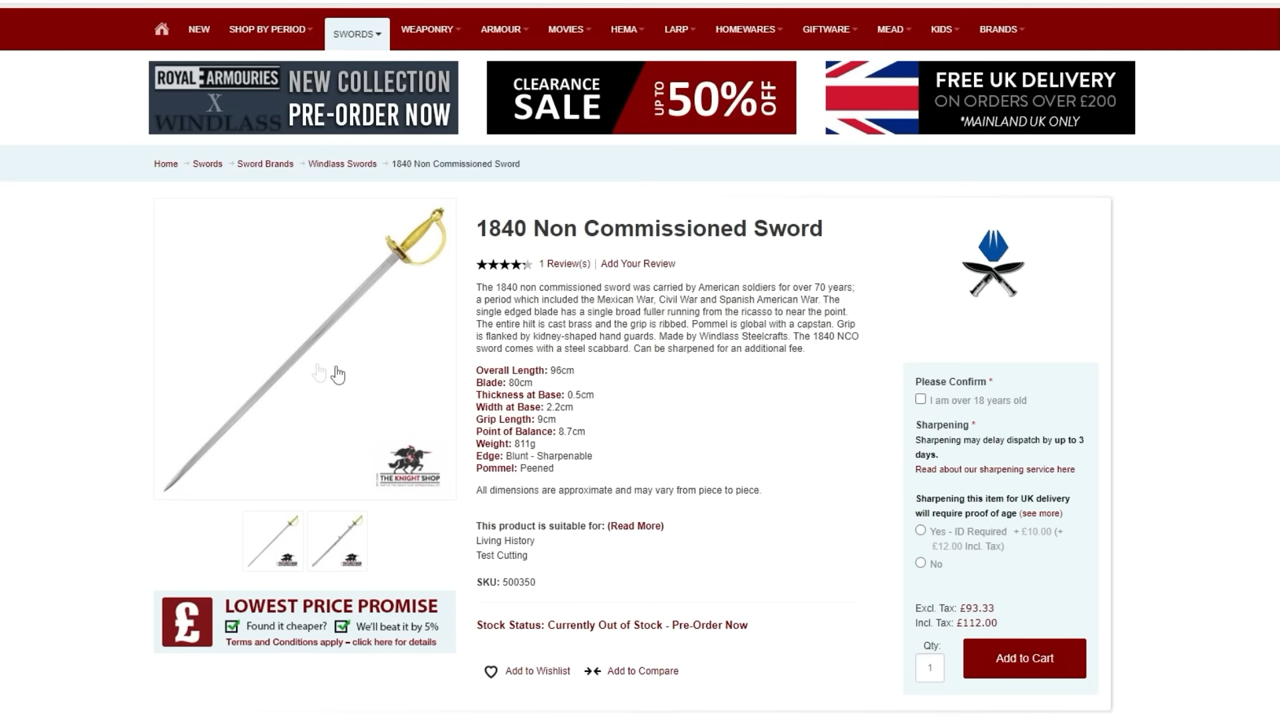 NEW
SHOP BY PERIOD
SWORDS
WEAPONRY
ARMOUR
MOVIES
HEMA
LARP
HOMEWARES
GIFTWARE
MEAD
KIDS
BRANDS
ROYAL:ARMOURIES
X
WINDLASS
NEW COLLECTION
PRE-ORDER NOW
CLEARANCE
SALE
UP TO
50%
OFF
FREE UK DELIVERY
ON ORDERS OVER £200
*MAINLAND UK ONLY
Home → Swords → Sword Brands → Windlass Swords → 1840 Non Commissioned Sword
THE KNIGHT SHOP
LOWEST PRICE PROMISE
£
Found it cheaper? We'll beat it by 5%
Terms and Conditions apply – click here for details
1840 Non Commissioned Sword
1 Review(s) | Add Your Review
The 1840 non commissioned sword was carried by American soldiers for over 70 years;
a period which included the Mexican War, Civil War and Spanish American War. The
single edged blade has a single broad fuller running from the ricasso to near the point.
The entire hilt is cast brass and the grip is ribbed. Pommel is global with a capstan. Grip
is flanked by kidney-shaped hand guards. Made by Windlass Steelcrafts. The 1840 NCO
sword comes with a steel scabbard. Can be sharpened for an additional fee.
Overall Length: 96cm
Blade: 80cm
Thickness at Base: 0.5cm
Width at Base: 2.2cm
Grip Length: 9cm
Point of Balance: 8.7cm
Weight: 811g
Edge: Blunt - Sharpenable
Pommel: Peened
All dimensions are approximate and may vary from piece to piece.
This product is suitable for: (Read More)
Living History
Test Cutting
SKU: 500350
Stock Status: Currently Out of Stock - Pre-Order Now
Add to Wishlist
Add to Compare
Please Confirm *
I am over 18 years old
Sharpening *
Sharpening may delay dispatch by up to 3
days.
Read about our sharpening service here
Sharpening this item for UK delivery
will require proof of age (see more)
Yes - ID Required + £10.00 (+
£12.00 Incl. Tax)
No
Excl. Tax: £93.33
Incl. Tax: £112.00
Qty:
1
Add to Cart